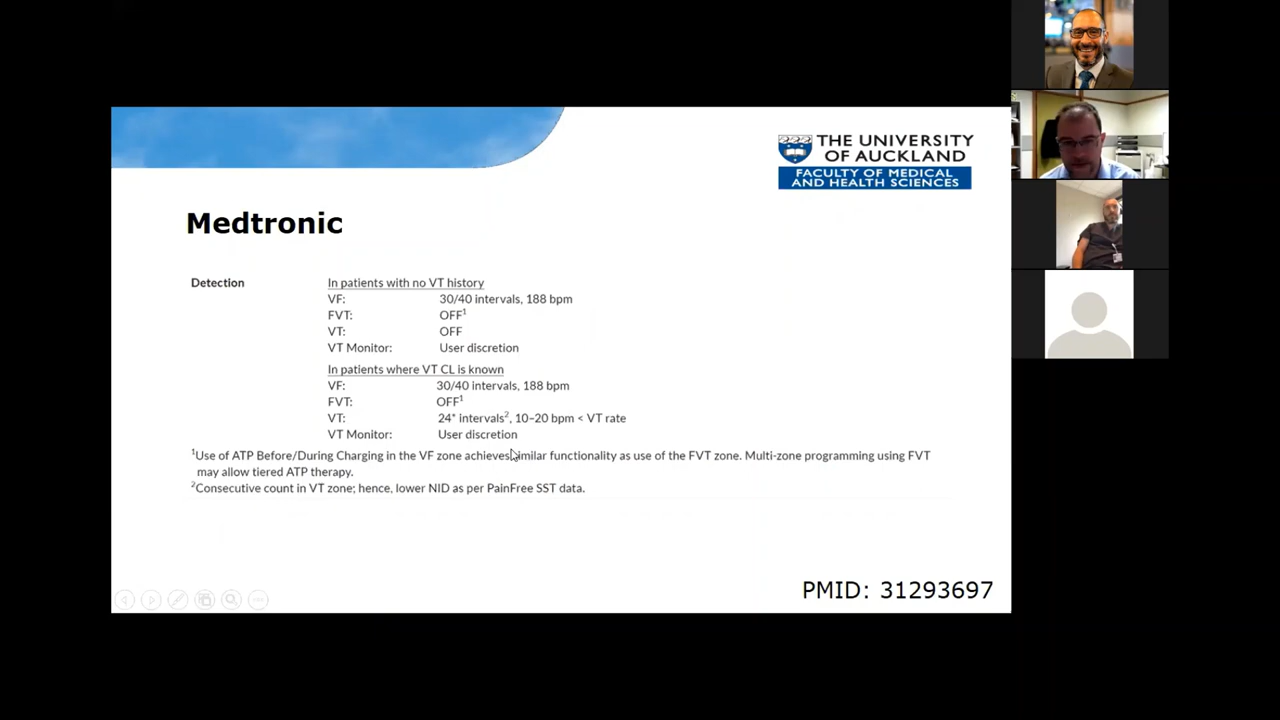 THE UNIVERSITY
OF AUCKLAND
FACULTY OF MEDICAL
AND HEALTH SCIENCES
Medtronic
Detection
In patients with no VT history
VF: 30/40 intervals, 188 bpm
FVT: OFF¹
VT: OFF
VT Monitor: User discretion
In patients where VT CL is known
VF: 30/40 intervals, 188 bpm
FVT: OFF¹
VT: 24* intervals², 10–20 bpm < VT rate
VT Monitor: User discretion
¹Use of ATP Before/During Charging in the VF zone achieves similar functionality as use of the FVT zone. Multi-zone programming using FVT
may allow tiered ATP therapy.
²Consecutive count in VT zone; hence, lower NID as per PainFree SST data.
PMID: 31293697